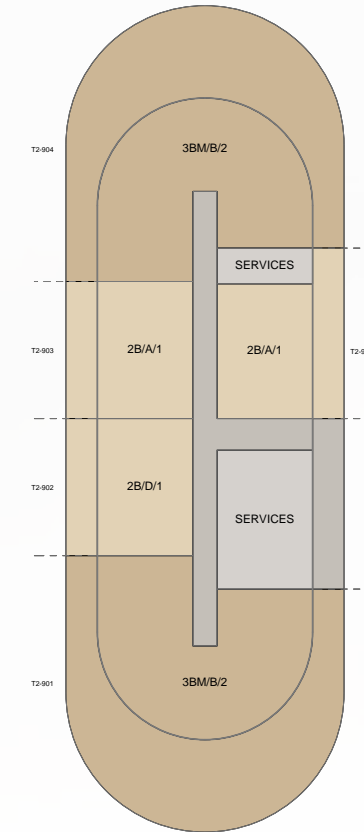 T2-904
3BM/B/2
SERVICES
T2-903
2B/A/1
2B/A/1
T2-902
2B/D/1
SERVICES
T2-901
3BM/B/2